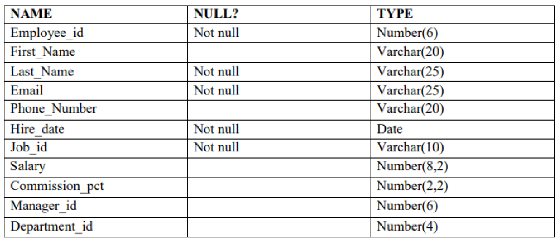 NAME NULL? TYPE
Employee_id Not null Number(6)
First_Name Varchar(20)
Last_Name Not null Varchar(25)
Email Not null Varchar(25)
Phone_Number Varchar(20)
Hire_date Not null Date
Job_id Not null Varchar(10)
Salary Number(8,2)
Commission_pct Number(2,2)
Manager_id Number(6)
Department_id Number(4)